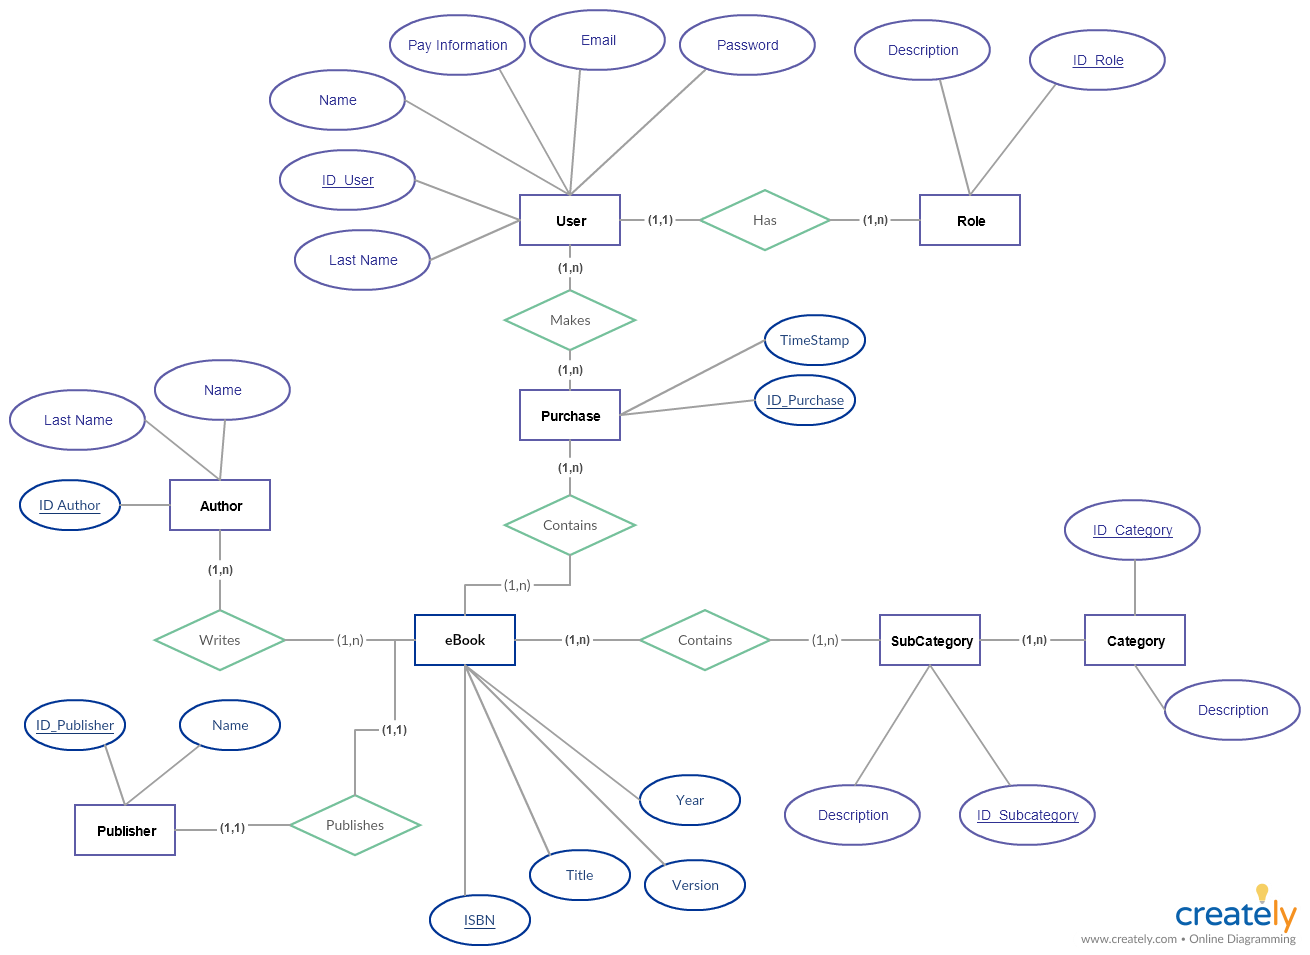 Pay Information
Email
Password
Description
ID_Role
Name
ID_User
Last Name
User
(1,1)
Has
(1,n)
Role
(1,n)
Makes
(1,n)
TimeStamp
ID_Purchase
Purchase
(1,n)
Contains
(1,n)
Name
Last Name
ID Author
Author
(1,n)
Writes
(1,n)
eBook
(1,n)
Contains
(1,n)
SubCategory
(1,n)
Category
ID_Category
Description
ID_Publisher
Name
(1,1)
Publisher
(1,1)
Publishes
Year
Title
Version
ISBN
Description
ID_Subcategory
creately
www.creately.com • Online Diagramming